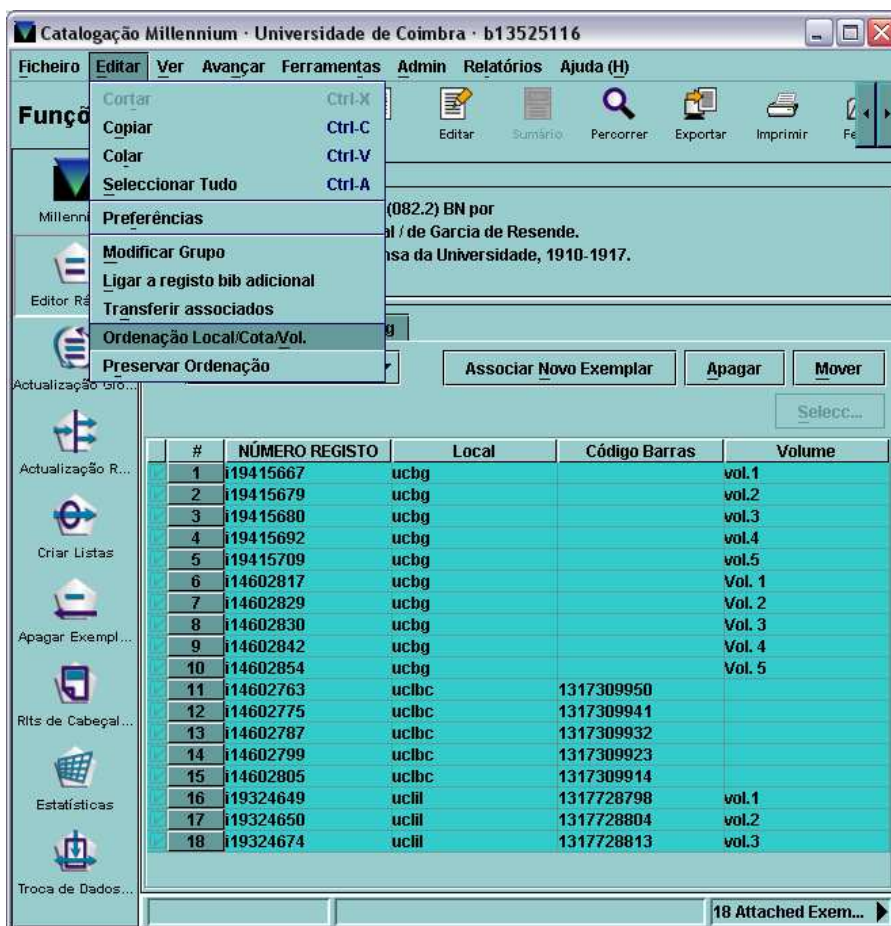 Catalogação Millennium · Universidade de Coimbra · b13525116
Ficheiro Editar Ver Avançar Ferramentas Admin Relatórios Ajuda (H)
Funçõ
Editar Sumário Percorrer Exportar Imprimir Fe
Cortar Ctrl-X
Copiar Ctrl-C
Colar Ctrl-V
Seleccionar Tudo Ctrl-A
Preferências
Modificar Grupo
Ligar a registo bib adicional
Transferir associados
Ordenação Local/Cota/Vol.
Preservar Ordenação
(082.2) BN por
al / de Garcia de Resende.
nsa da Universidade, 1910-1917.
g
Millenni
Editor Rá
Actualização Glo...
Actualização R...
Criar Listas
Apagar Exempl...
Rlts de Cabeçal...
Estatísticas
Troca de Dados...
Associar Novo Exemplar Apagar Mover
Selecc...
# NÚMERO REGISTO Local Código Barras Volume
1 i19415667 ucbg vol.1
2 i19415679 ucbg vol.2
3 i19415680 ucbg vol.3
4 i19415692 ucbg vol.4
5 i19415709 ucbg vol.5
6 i14602817 ucbg Vol. 1
7 i14602829 ucbg Vol. 2
8 i14602830 ucbg Vol. 3
9 i14602842 ucbg Vol. 4
10 i14602854 ucbg Vol. 5
11 i14602763 uclbc 1317309950
12 i14602775 uclbc 1317309941
13 i14602787 uclbc 1317309932
14 i14602799 uclbc 1317309923
15 i14602805 uclbc 1317309914
16 i19324649 uclil 1317728798 vol.1
17 i19324650 uclil 1317728804 vol.2
18 i19324674 uclil 1317728813 vol.3
18 Attached Exem...